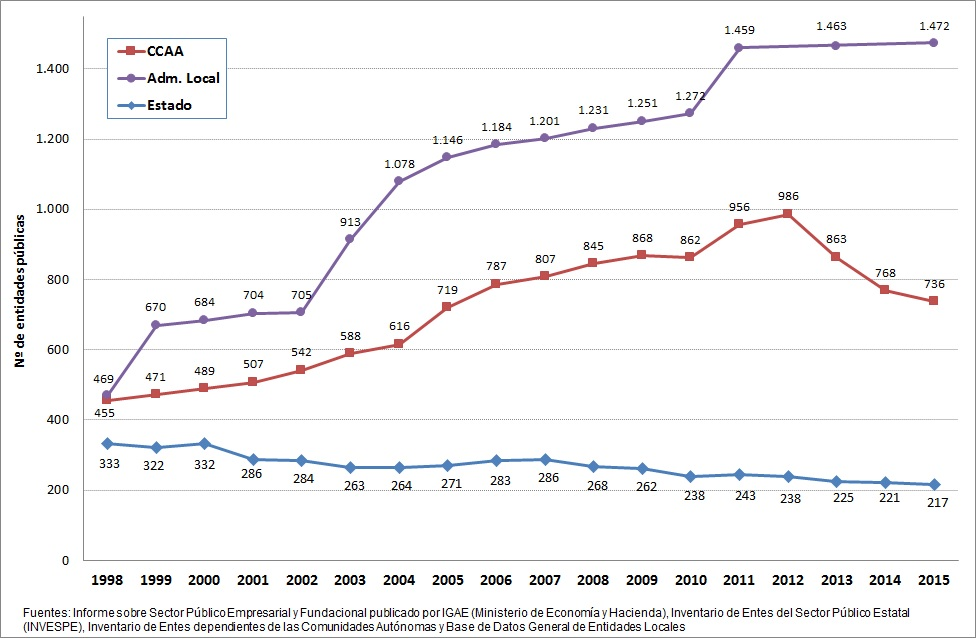 CCAA
Adm. Local
Estado
Nº de entidades públicas
1.400
1.200
1.000
800
600
400
200
0
469 670 684 704 705 913 1.078 1.146 1.184 1.201 1.231 1.251 1.272 1.459 1.463 1.472
455 471 489 507 542 588 616 719 787 807 845 868 862 956 986 863 768 736
333 322 332 286 284 263 264 271 283 286 268 262 238 243 238 225 221 217
1998 1999 2000 2001 2002 2003 2004 2005 2006 2007 2008 2009 2010 2011 2012 2013 2014 2015
Fuentes: Informe sobre Sector Público Empresarial y Fundacional publicado por IGAE (Ministerio de Economía y Hacienda), Inventario de Entes del Sector Público Estatal
(INVESPE), Inventario de Entes dependientes de las Comunidades Autónomas y Base de Datos General de Entidades Locales